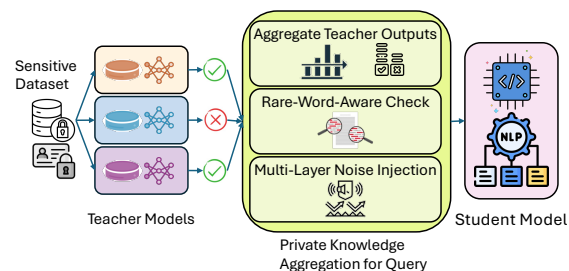 Sensitive
Dataset
Teacher Models
Aggregate Teacher Outputs
Rare-Word-Aware Check
Multi-Layer Noise Injection
Private Knowledge
Aggregation for Query
</>
NLP
Student Model